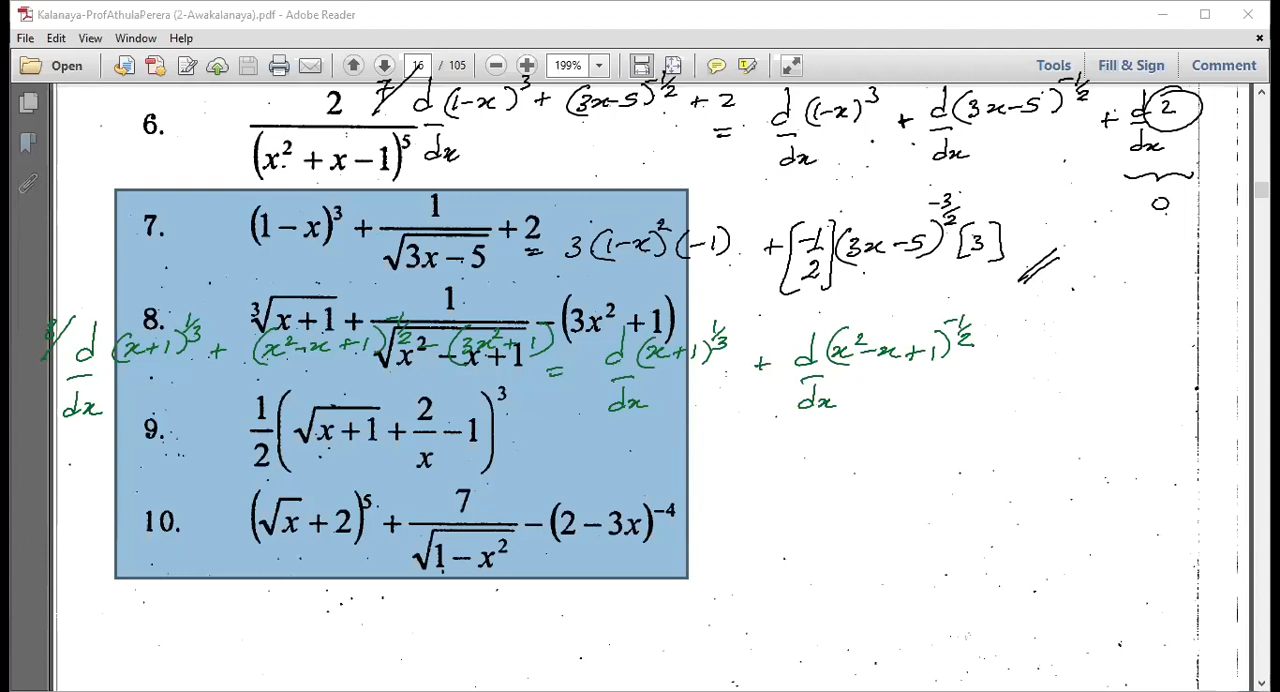 Kalanaya-ProfAthulaPerera (2-Awakalanaya).pdf - Adobe Reader
File Edit View Window Help
Open 16 / 105 199% Tools Fill & Sign Comment
6. 2/(x² + x − 1)⁵
7/ d/dx (1-x)³ + (3x-5)^(-1/2) + 2 = d/dx (1-x)³ + d/dx (3x-5)^(-1/2) + d/dx 2
0
7. (1 − x)³ + 1/√(3x − 5) + 2
= 3(1-x)²(-1) + [-1/2](3x-5)^(-3/2) [3]
8. ∛(x + 1) + 1/√(x² − x + 1) − (3x² + 1)
8/ d/dx (x+1)^(1/3) + (x²-x+1)^(-1/2) - (3x²+1) = d/dx (x+1)^(1/3) + d/dx (x²-x+1)^(-1/2)
9. 1/2 (√(x + 1) + 2/x − 1)³
10. (√x + 2)⁵ + 7/√(1 − x²) − (2 − 3x)⁻⁴